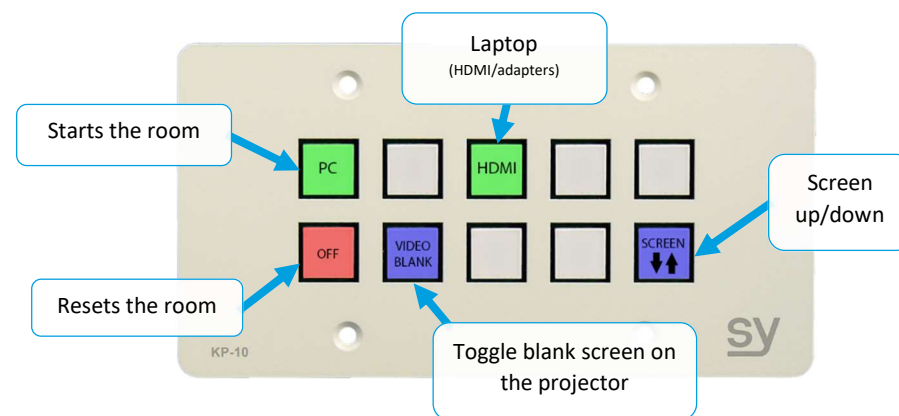 Laptop
(HDMI/adapters)
Starts the room
PC
HDMI
Screen
up/down
OFF
VIDEO
BLANK
SCREEN
Resets the room
Toggle blank screen on
the projector
KP-10
sy